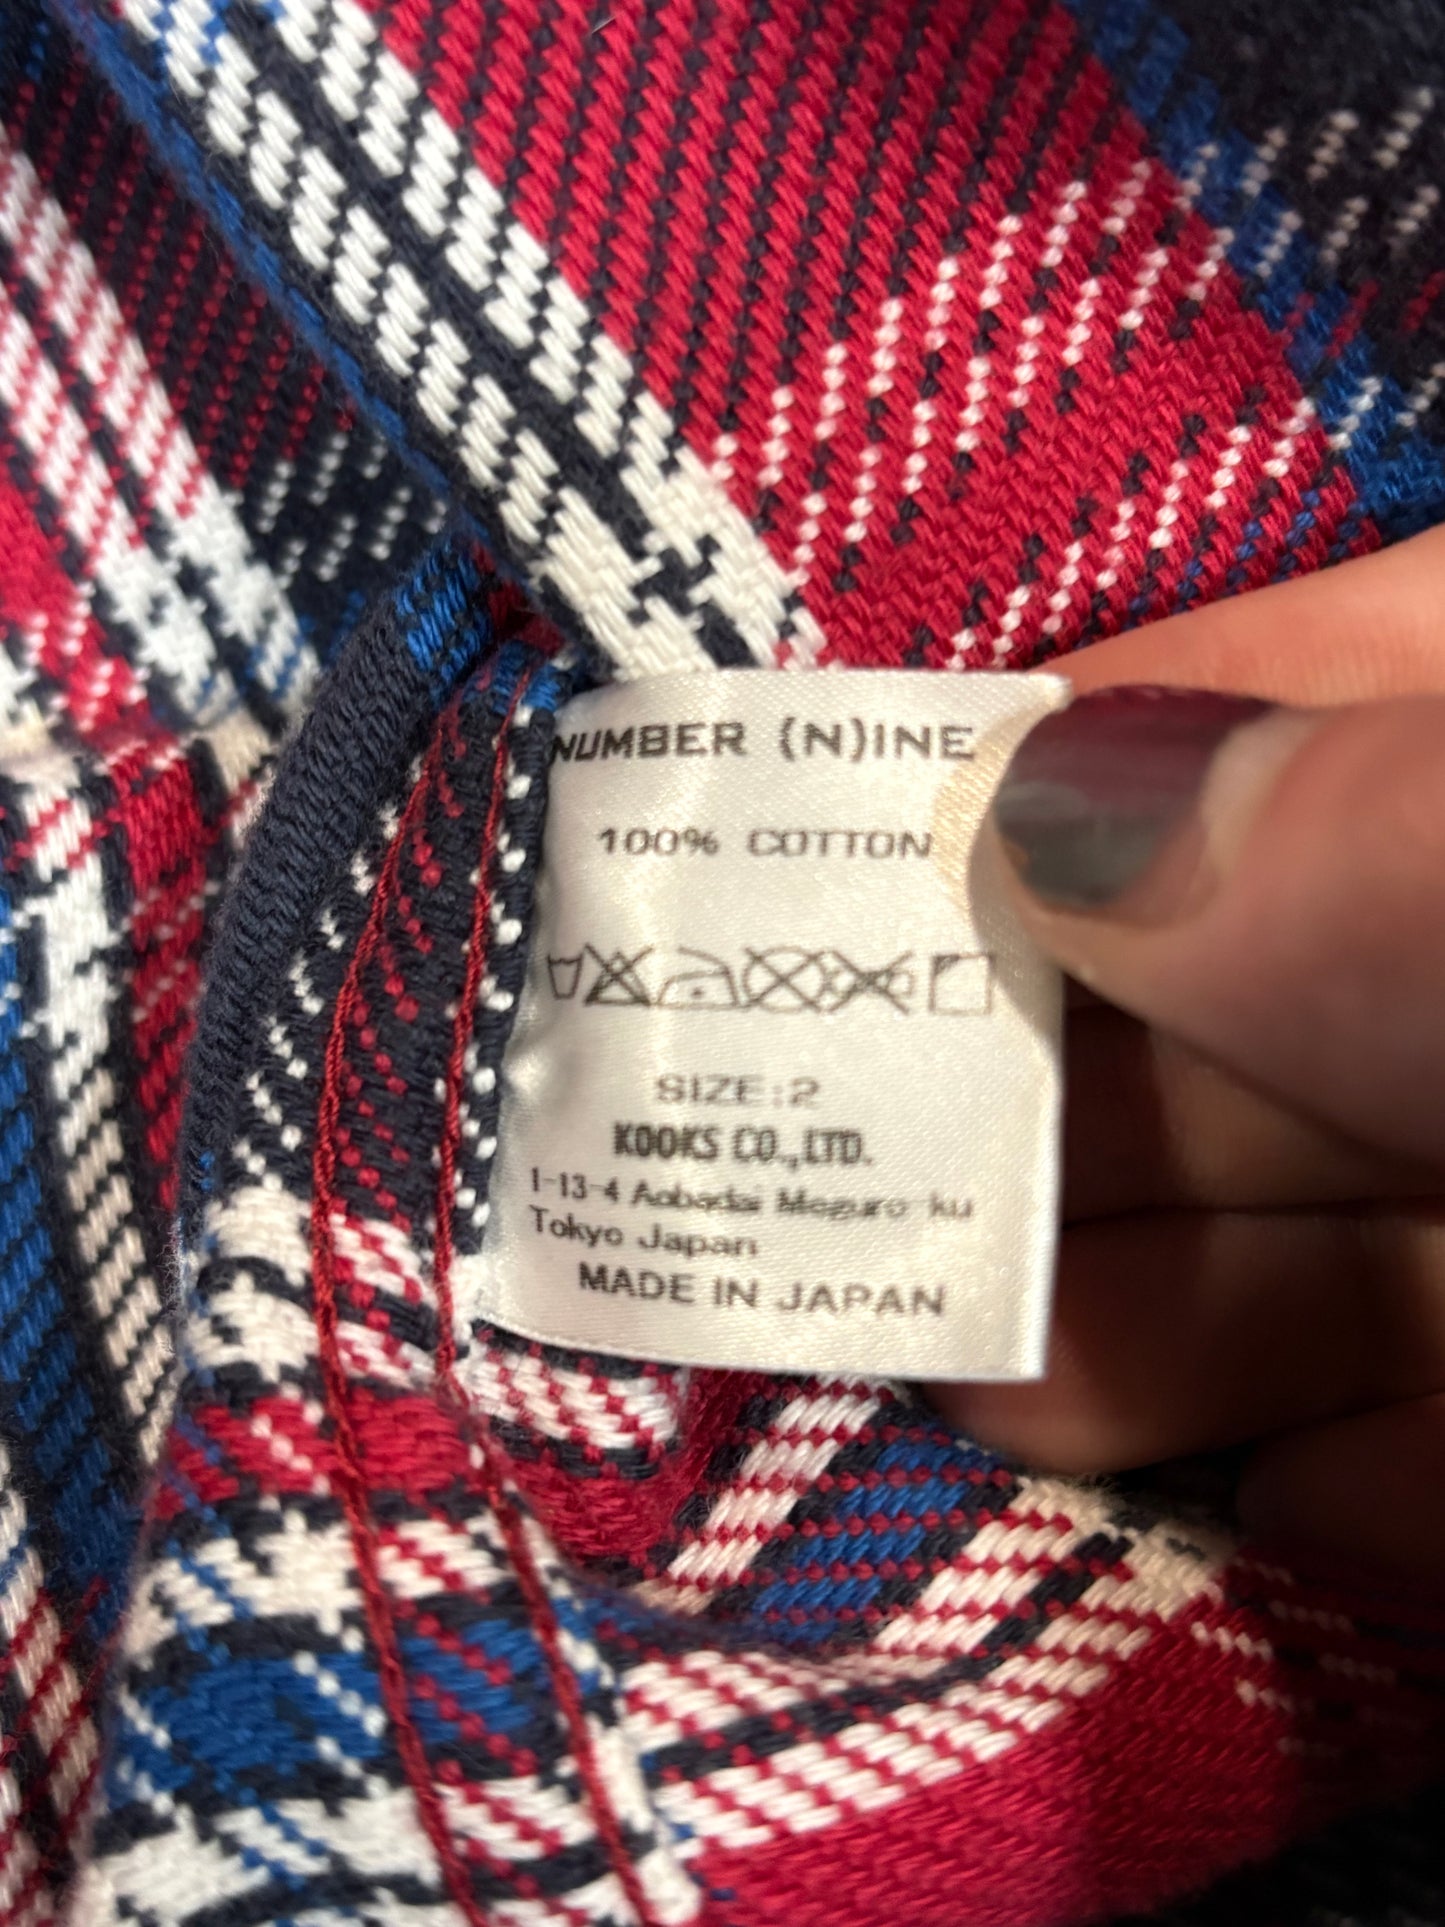 NUMBER (N)INE
100% COTTON
SIZE:2
KOOKS CO.,LTD.
1-13-4 Aobadai Meguro-ku
Tokyo Japan
MADE IN JAPAN